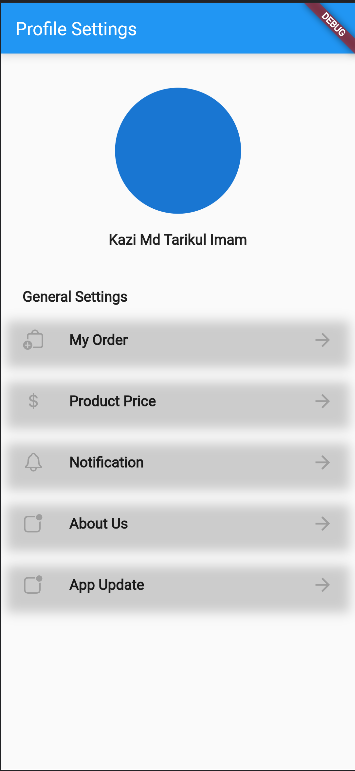 Profile Settings
DEBUG
Kazi Md Tarikul Imam
General Settings
My Order
$ Product Price
Notification
About Us
App Update